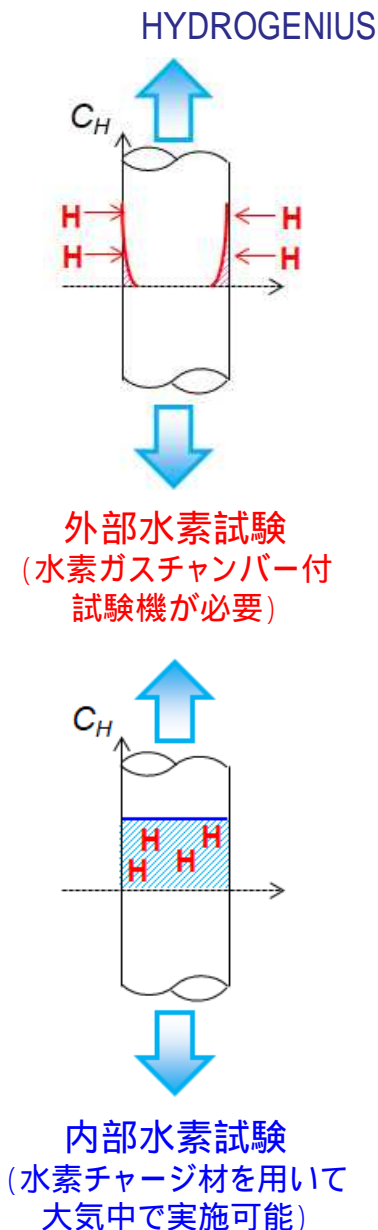 HYDROGENIUS
C_H
H H
H H
外部水素試験
(水素ガスチャンバー付
試験機が必要)
C_H
H H
H H
内部水素試験
(水素チャージ材を用いて
大気中で実施可能)